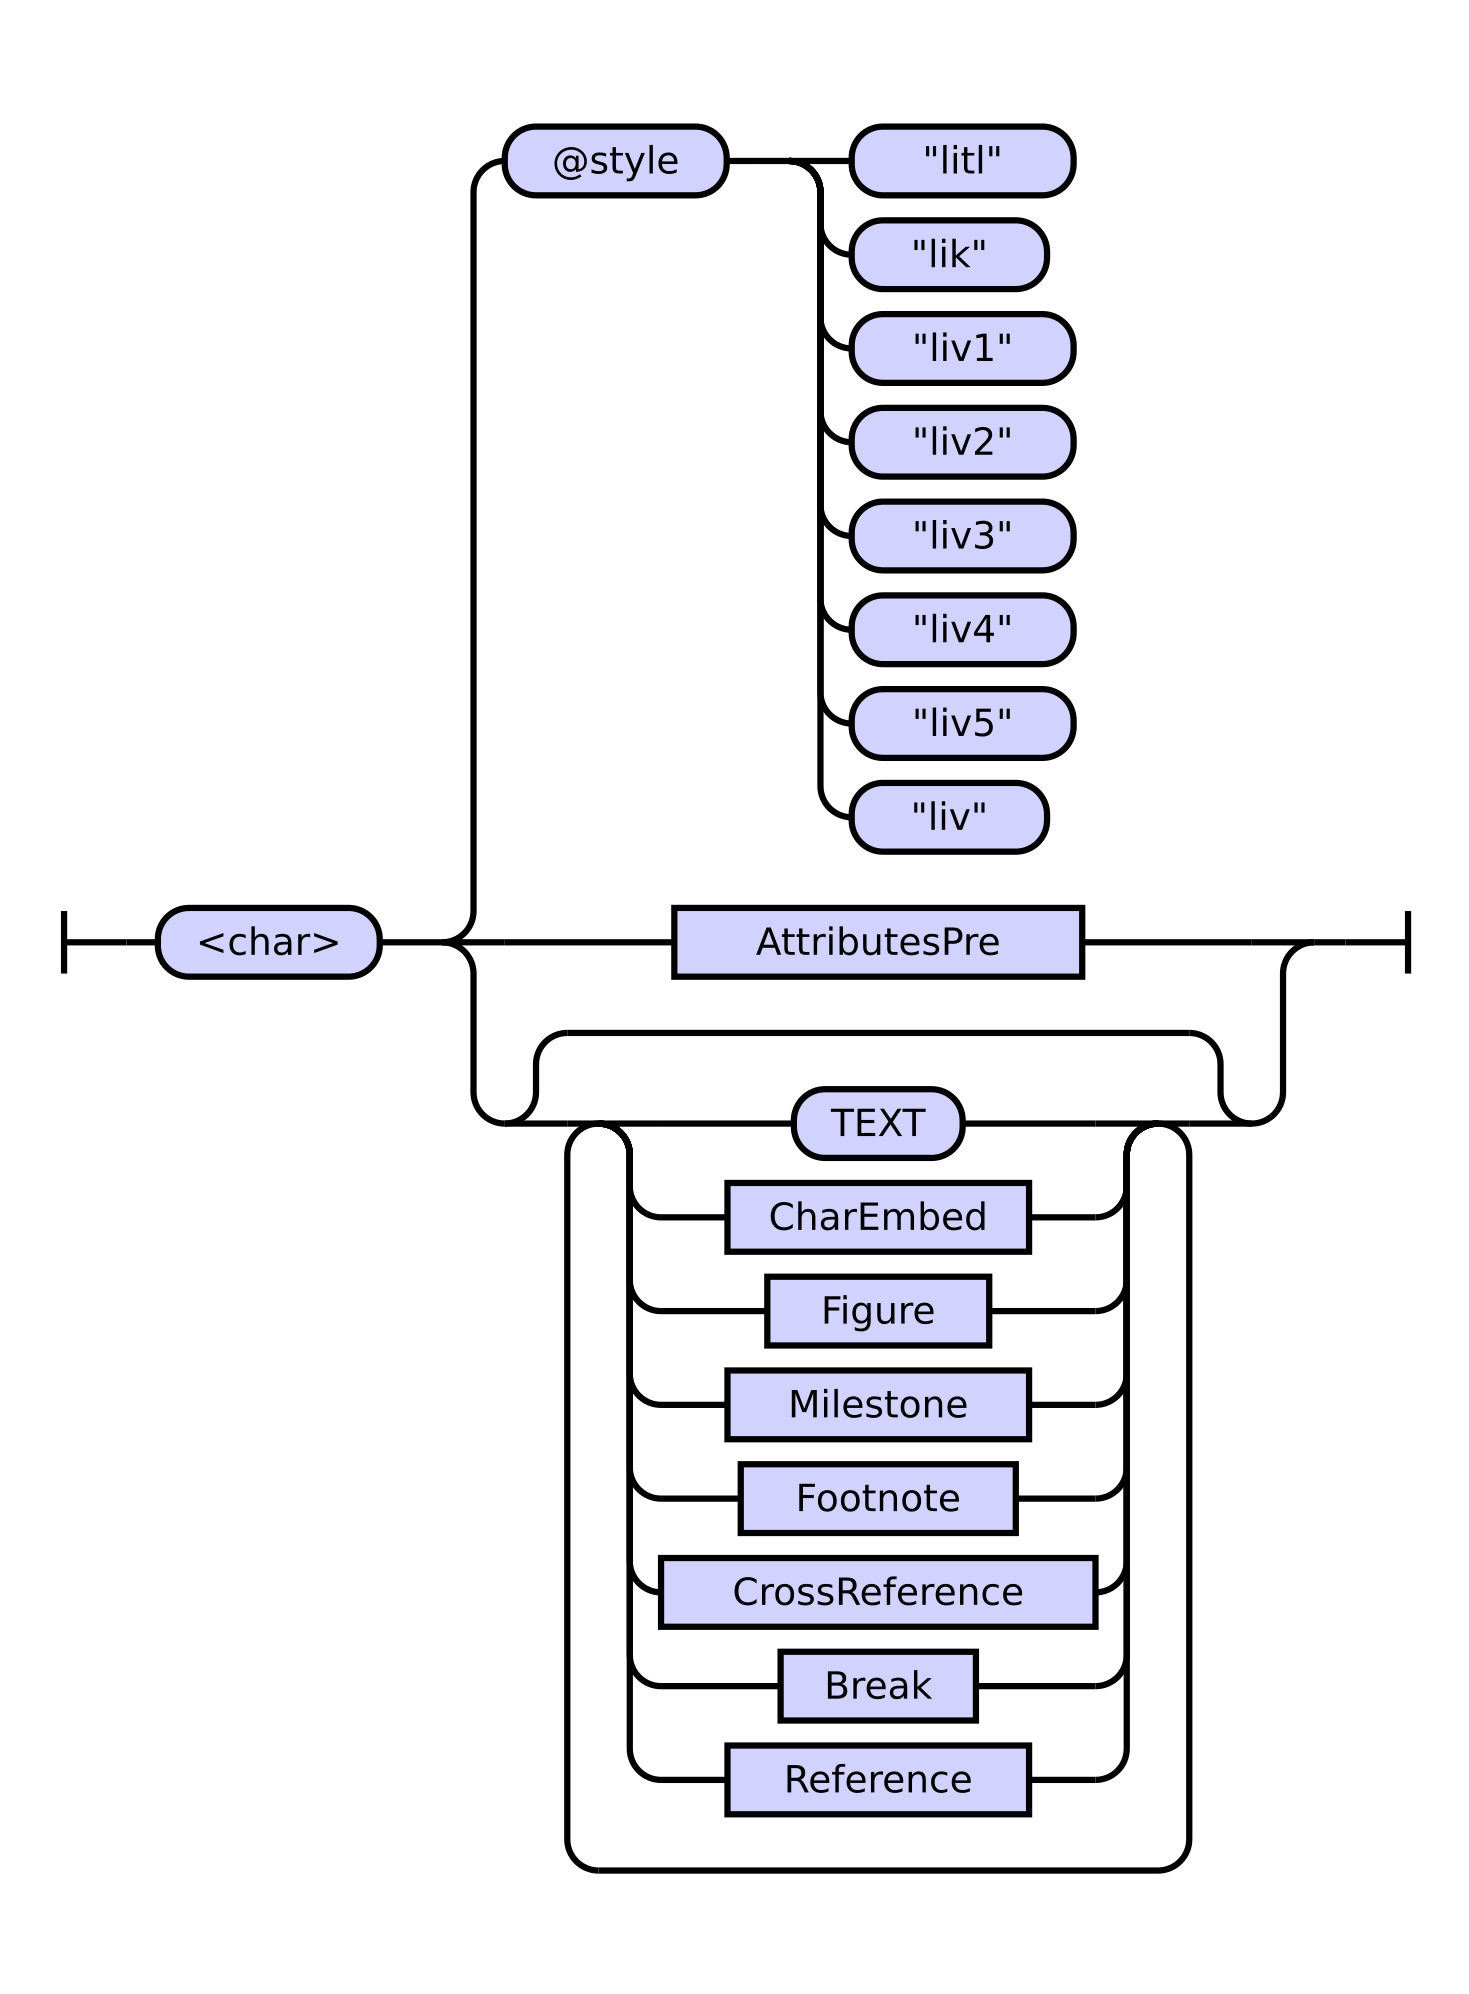 @style
"litl"
"lik"
"liv1"
"liv2"
"liv3"
"liv4"
"liv5"
"liv"
<char>
AttributesPre
TEXT
CharEmbed
Figure
Milestone
Footnote
CrossReference
Break
Reference